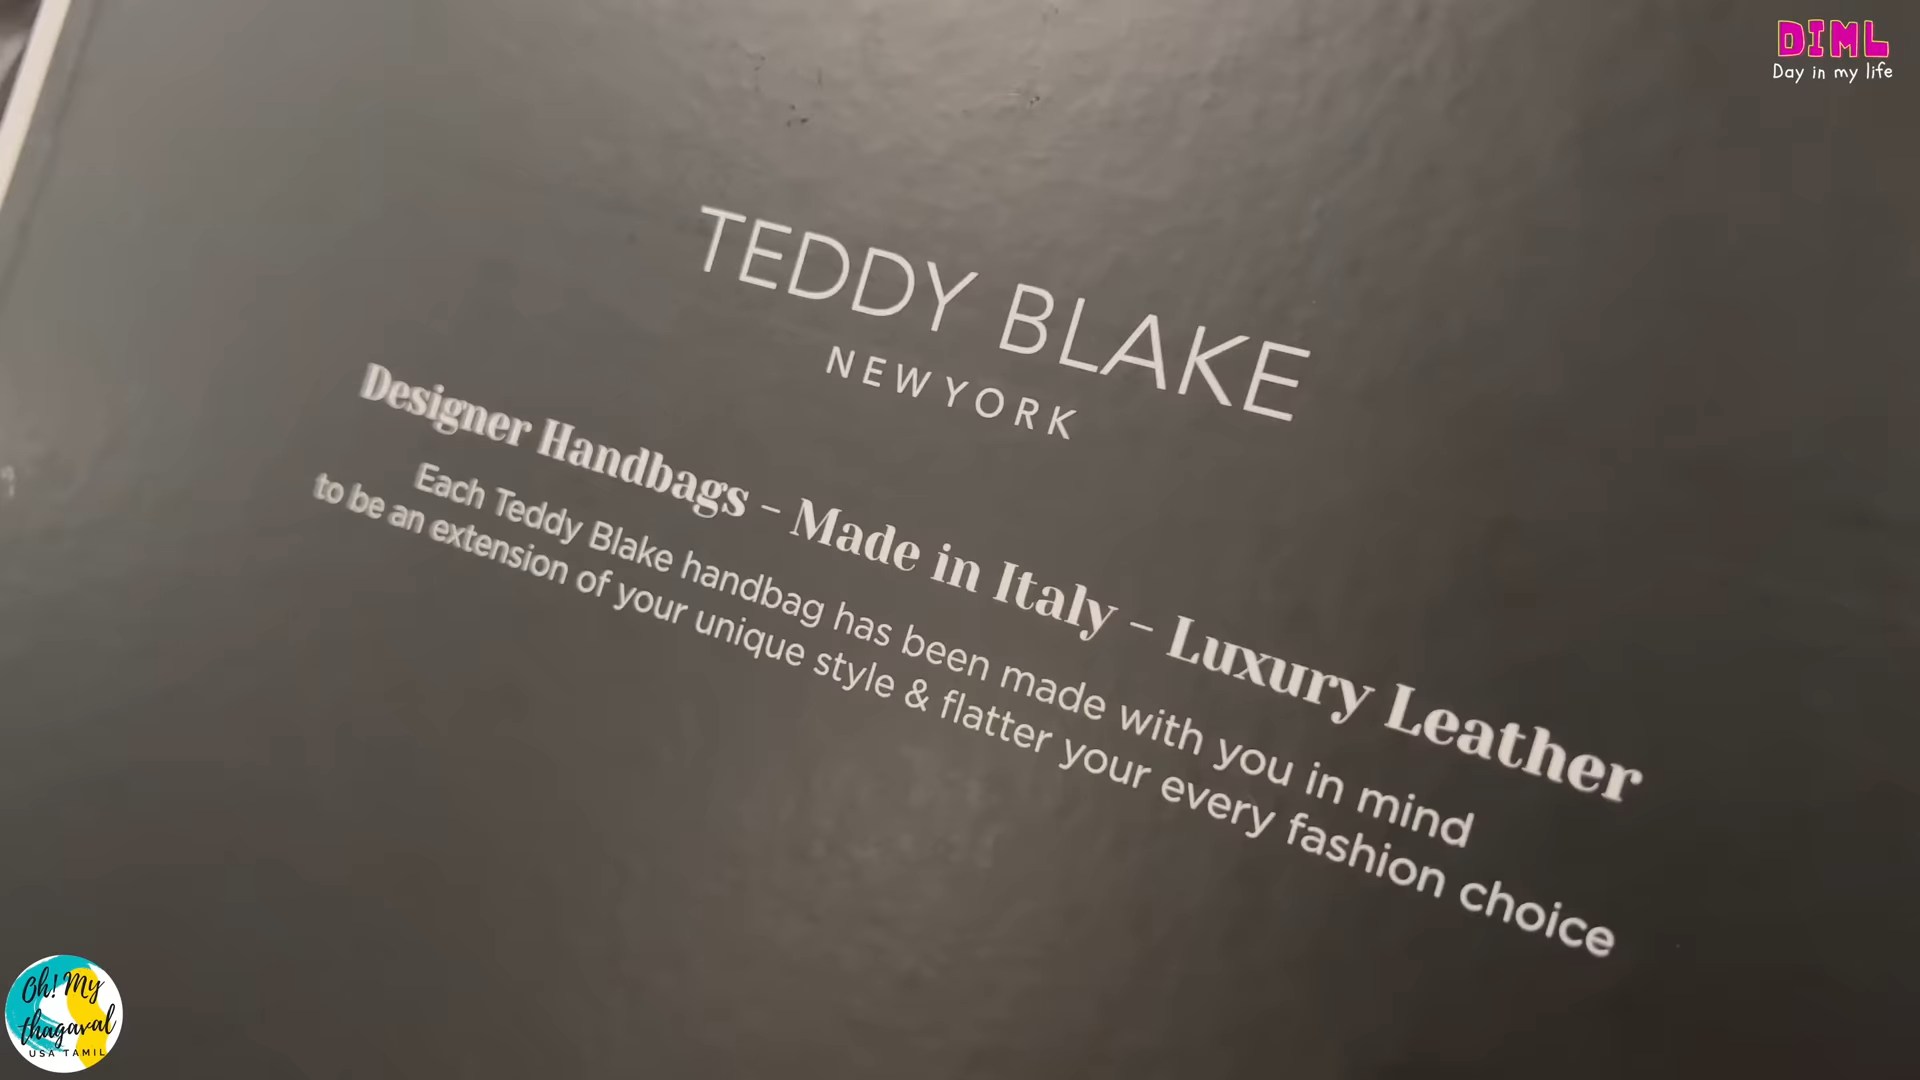 DIML
Day in my life
TEDDY BLAKE
NEW YORK
Designer Handbags - Made in Italy - Luxury Leather
Each Teddy Blake handbag has been made with you in mind
to be an extension of your unique style & flatter your every fashion choice
Oh! My
thagaval
USA TAMIL